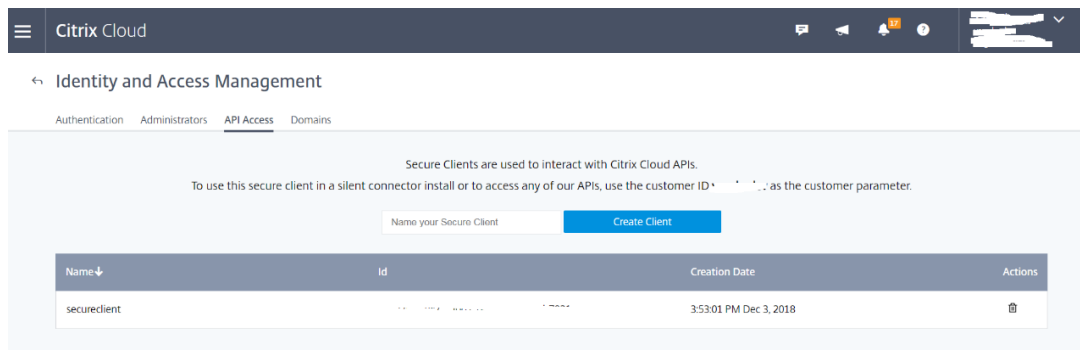 Citrix Cloud
17
Identity and Access Management
Authentication Administrators API Access Domains
Secure Clients are used to interact with Citrix Cloud APIs.
To use this secure client in a silent connector install or to access any of our APIs, use the customer ID as the customer parameter.
Name your Secure Client Create Client
Name Id Creation Date Actions
secureclient 3:53:01 PM Dec 3, 2018